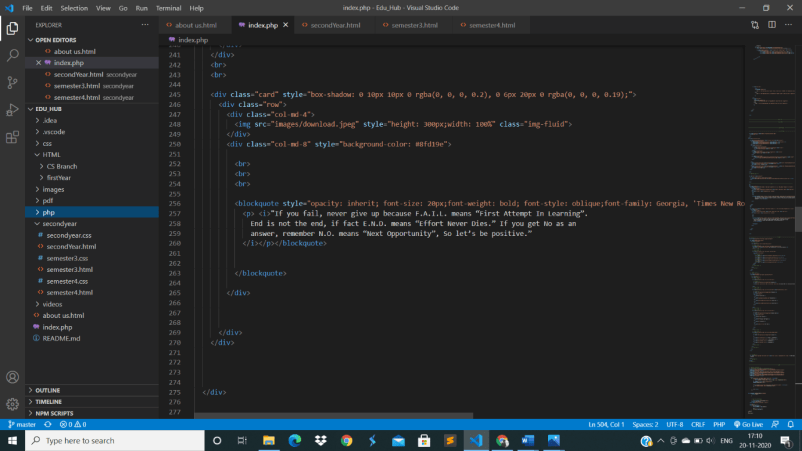 File Edit Selection View Go Run Terminal Help index.php - Edu_Hub - Visual Studio Code
EXPLORER ···
about us.html index.php secondYear.html semester3.html semester4.html
OPEN EDITORS
about us.html
index.php
secondYear.html secondyear
semester3.html secondyear
semester4.html secondyear
EDU_HUB
.idea
.vscode
css
HTML
CS Branch
firstYear
images
pdf
php
secondyear
secondyear.css
secondYear.html
semester3.css
semester3.html
semester4.css
semester4.html
videos
about us.html
index.php
README.md
OUTLINE
TIMELINE
NPM SCRIPTS
index.php
241 </div>
242 <br>
243 <br>
244
245 <div class="card" style="box-shadow: 0 10px 10px 0 rgba(0, 0, 0, 0.2), 0 6px 20px 0 rgba(0, 0, 0, 0.19);">
246 <div class="row">
247 <div class="col-md-4">
248 <img src="images/download.jpeg" style="height: 300px;width: 100%" class="img-fluid">
249 </div>
250 <div class="col-md-8" style="background-color: #8fd19e">
251
252 <br>
253 <br>
254 <br>
255
256 <blockquote style="opacity: inherit; font-size: 20px;font-weight: bold; font-style: oblique;font-family: Georgia, 'Times New Ro
257 <p> <i>"If you fail, never give up because F.A.I.L. means “First Attempt In Learning”.
258 End is not the end, if fact E.N.D. means “Effort Never Dies.” If you get No as an
259 answer, remember N.O. means “Next Opportunity”, So let’s be positive.”
260 </i></p></blockquote>
261
262
263 </blockquote>
264
265 </div>
266
267
268
269 </div>
270 </div>
271
272
273
274
275 </div>
276
277
master 0 0 Ln 504, Col 1 Spaces: 2 UTF-8 CRLF PHP Go Live
Type here to search ENG 17:10
20-11-2020